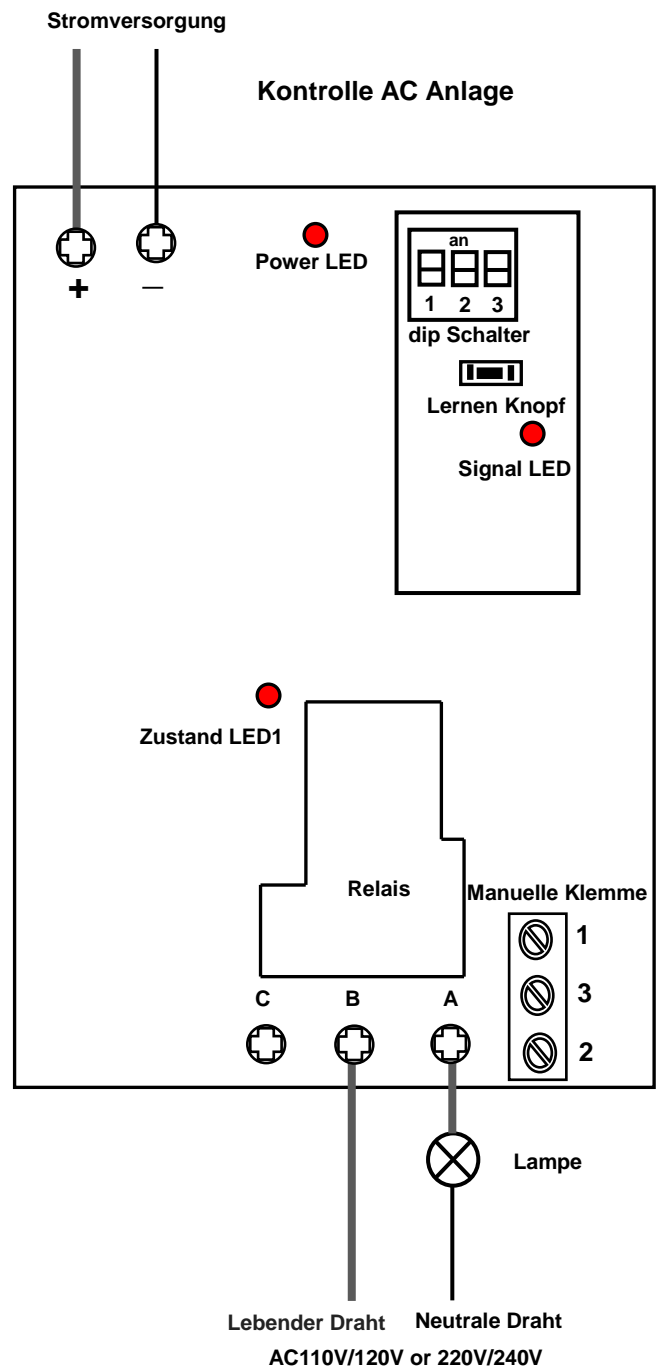 Stromversorgung
Kontrolle AC Anlage
+ −
Power LED
an
1 2 3
dip Schalter
Lernen Knopf
Signal LED
Zustand LED1
Relais
Manuelle Klemme
1
3
2
C B A
Lampe
Lebender Draht Neutrale Draht
AC110V/120V or 220V/240V